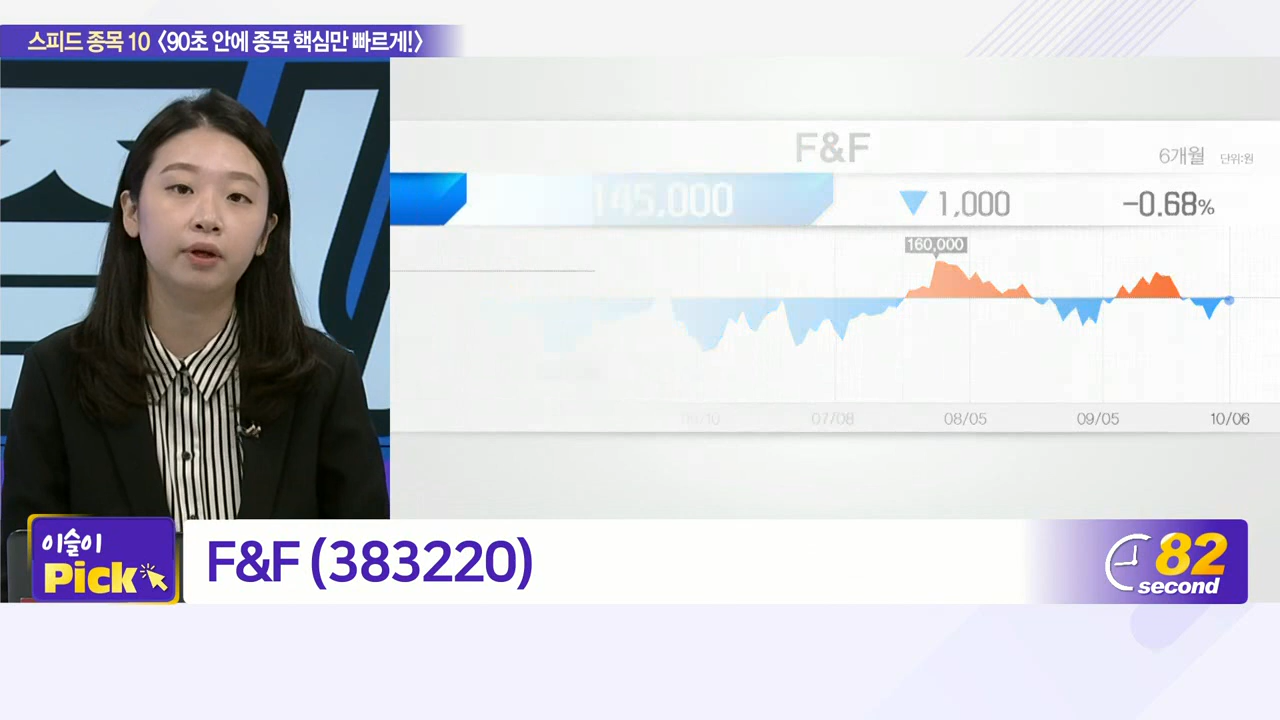 스피드 종목 10 〈90초 안에 종목 핵심만 빠르게!〉
F&F
6개월 단위:원
145,000 ▼ 1,000 -0.68%
160,000
07/08 08/05 09/05 10/06
이슬이
Pick
F&F (383220)
82
second